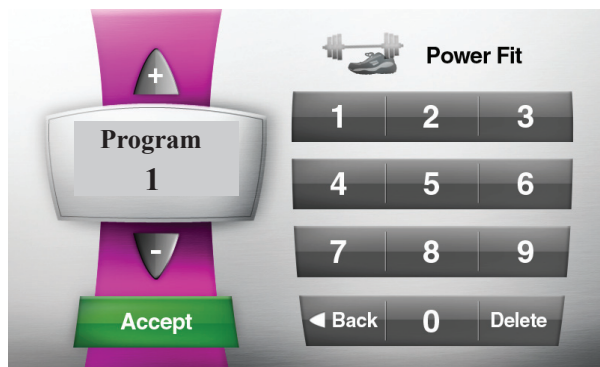 +
Program
1
-
Accept
Power Fit
1 2 3
4 5 6
7 8 9
Back 0 Delete